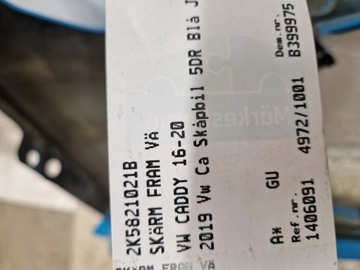 2K5821021B
SKÄRM FRAM VÄ
VW CADDY 16-20
2019 Vw Ca Skåpbil 5DR Blå J
A* GU 4972/1001
Ref.nr. Dem.nr.
1406091 B399975
SKÄRM FRAM VÄ